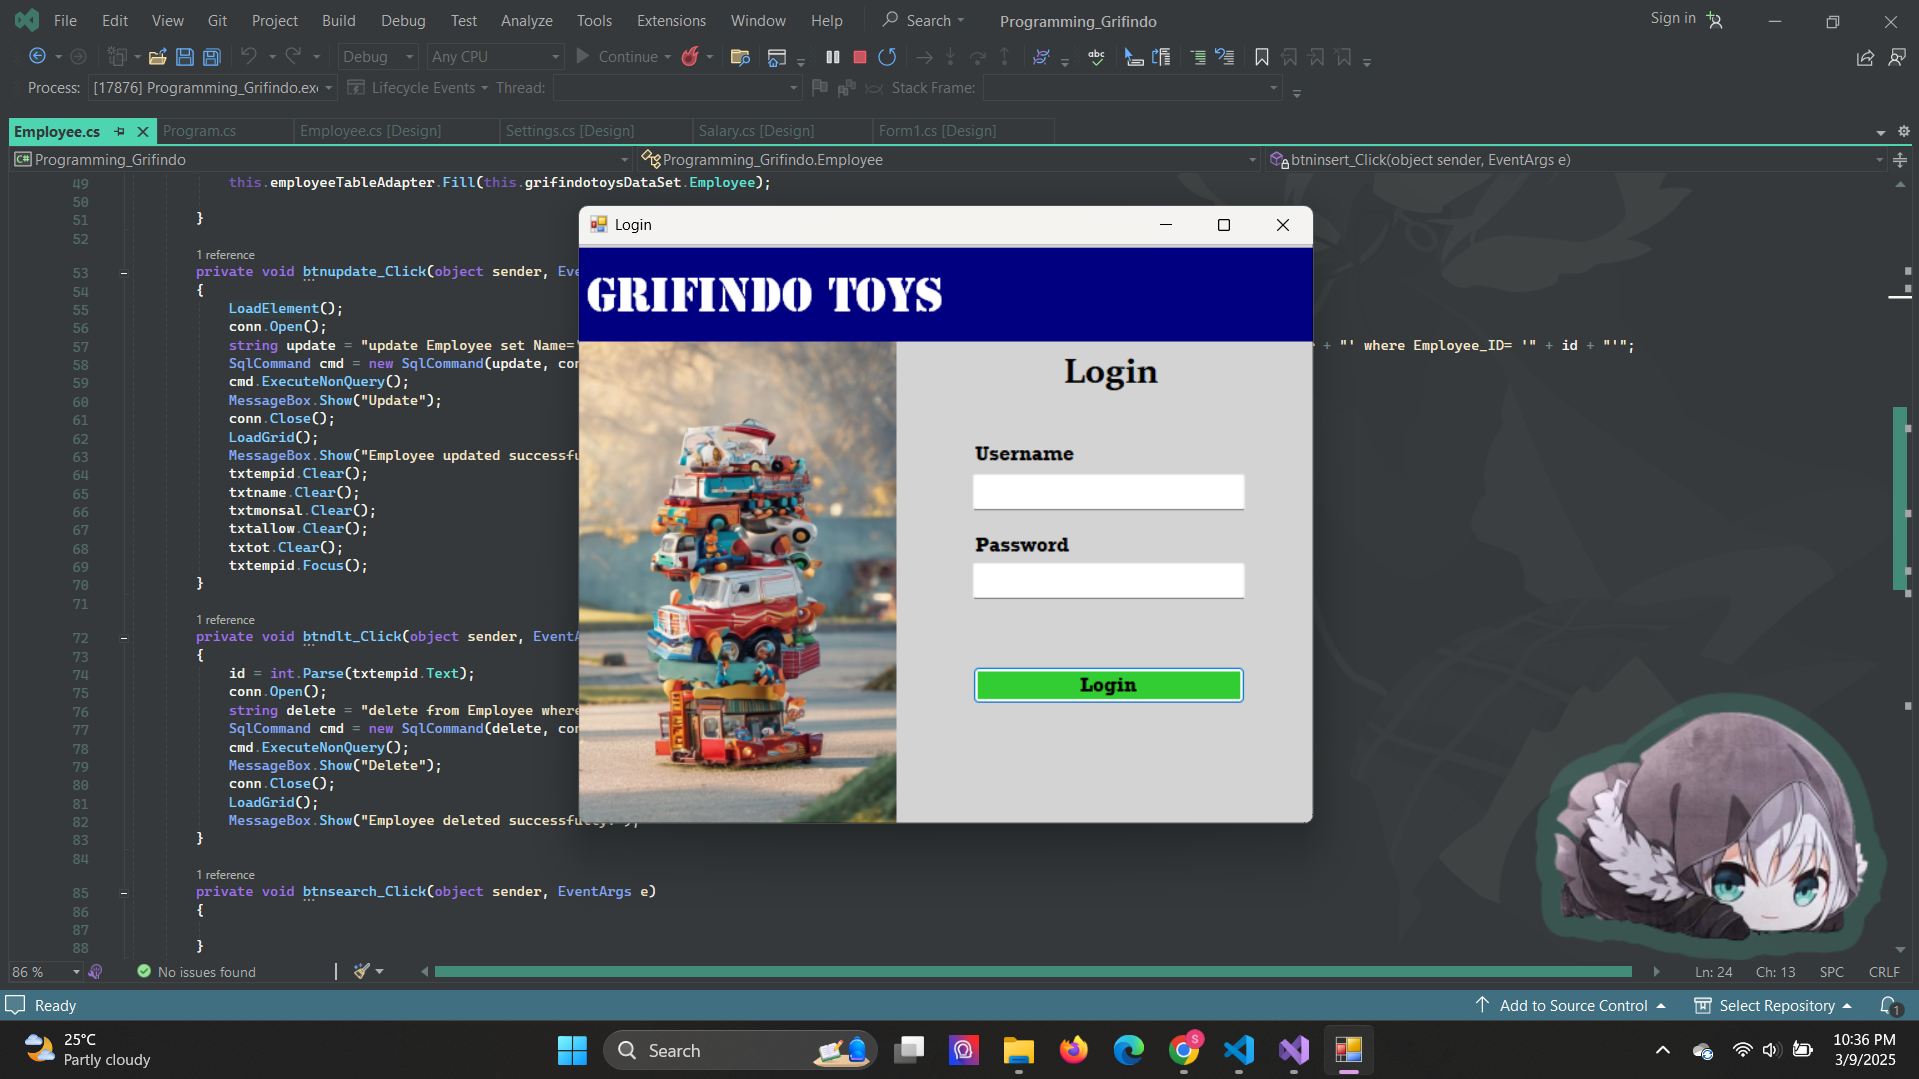 File Edit View Git Project Build Debug Test Analyze Tools Extensions Window Help Search Programming_Grifindo Sign in
Debug Any CPU Continue
Process: [17876] Programming_Grifindo.exe Lifecycle Events Thread: Stack Frame:
Employee.cs Program.cs Employee.cs [Design] Settings.cs [Design] Salary.cs [Design] Form1.cs [Design]
Programming_Grifindo Programming_Grifindo.Employee btninsert_Click(object sender, EventArgs e)
49 this.employeeTableAdapter.Fill(this.grifindotoysDataSet.Employee);
50
51 }
52
1 reference
53 private void btnupdate_Click(object sender, Eve
54 {
55 LoadElement();
56 conn.Open();
57 string update = "update Employee set Name=' + "' where Employee_ID= '" + id + "'";
58 SqlCommand cmd = new SqlCommand(update, con
59 cmd.ExecuteNonQuery();
60 MessageBox.Show("Update");
61 conn.Close();
62 LoadGrid();
63 MessageBox.Show("Employee updated successfu
64 txtempid.Clear();
65 txtname.Clear();
66 txtmonsal.Clear();
67 txtallow.Clear();
68 txttot.Clear();
69 txtempid.Focus();
70 }
71
1 reference
72 private void btndlt_Click(object sender, EventA
73 {
74 id = int.Parse(txtempid.Text);
75 conn.Open();
76 string delete = "delete from Employee where
77 SqlCommand cmd = new SqlCommand(delete, con
78 cmd.ExecuteNonQuery();
79 MessageBox.Show("Delete");
80 conn.Close();
81 LoadGrid();
82 MessageBox.Show("Employee deleted successfully.");
83 }
84
1 reference
85 private void btnsearch_Click(object sender, EventArgs e)
86 {
87
88 }
Login
GRIFINDO TOYS
Login
Username
Password
Login
86 % No issues found Ln: 24 Ch: 13 SPC CRLF
Ready Add to Source Control Select Repository 1
25°C
Partly cloudy
Search
S
10:36 PM
3/9/2025